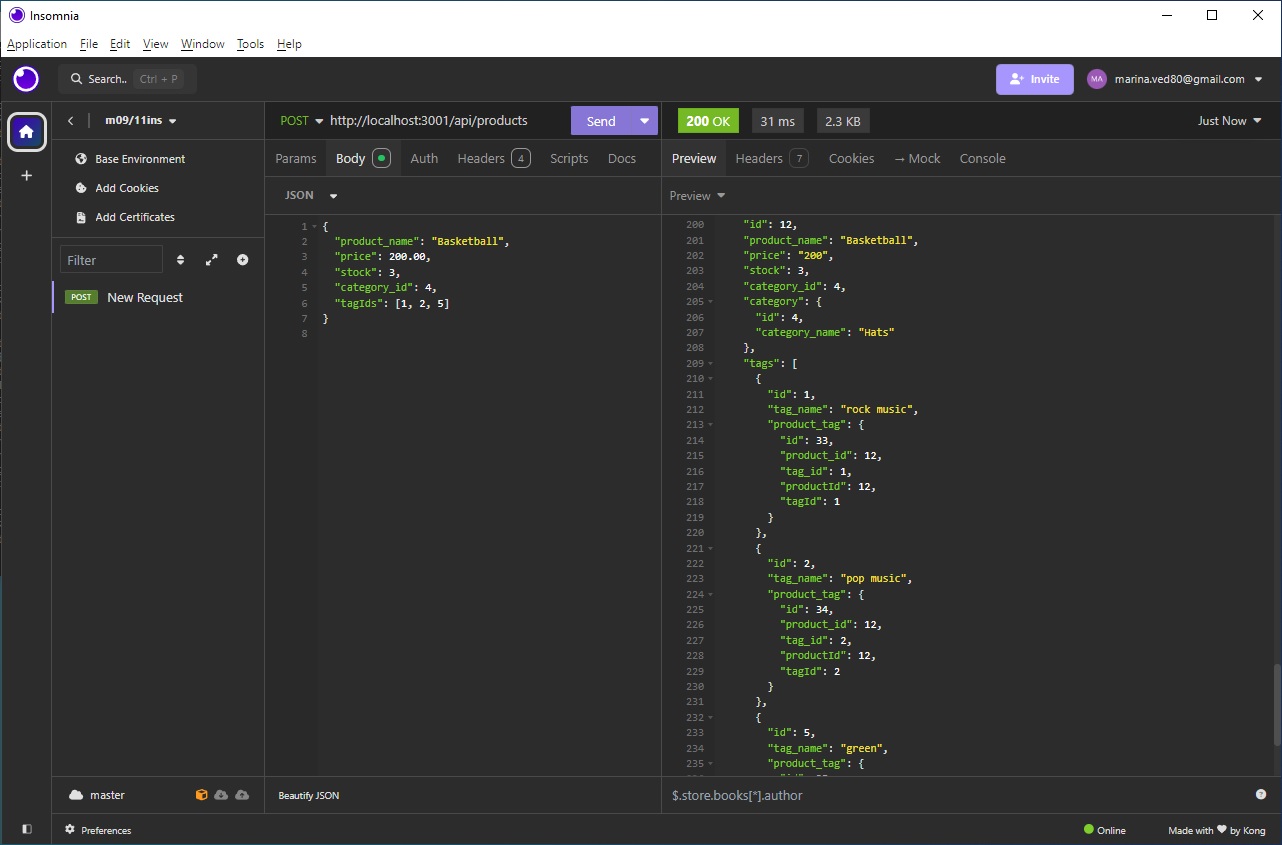 Insomnia
Application File Edit View Window Tools Help
Search.. Ctrl + P
Invite
MA marina.ved80@gmail.com
m09/11ins
Base Environment
Add Cookies
Add Certificates
Filter
POST New Request
POST http://localhost:3001/api/products
Send
Params Body Auth Headers 4 Scripts Docs
JSON
1 {
2 "product_name": "Basketball",
3 "price": 200.00,
4 "stock": 3,
5 "category_id": 4,
6 "tagIds": [1, 2, 5]
7 }
8
200 OK 31 ms 2.3 KB
Just Now
Preview Headers 7 Cookies → Mock Console
Preview
200 "id": 12,
201 "product_name": "Basketball",
202 "price": "200",
203 "stock": 3,
204 "category_id": 4,
205 "category": {
206 "id": 4,
207 "category_name": "Hats"
208 },
209 "tags": [
210 {
211 "id": 1,
212 "tag_name": "rock music",
213 "product_tag": {
214 "id": 33,
215 "product_id": 12,
216 "tag_id": 1,
217 "productId": 12,
218 "tagId": 1
219 }
220 },
221 {
222 "id": 2,
223 "tag_name": "pop music",
224 "product_tag": {
225 "id": 34,
226 "product_id": 12,
227 "tag_id": 2,
228 "productId": 12,
229 "tagId": 2
230 }
231 },
232 {
233 "id": 5,
234 "tag_name": "green",
235 "product_tag": {
master
Beautify JSON
$.store.books[*].author
Preferences
Online
Made with ♥ by Kong